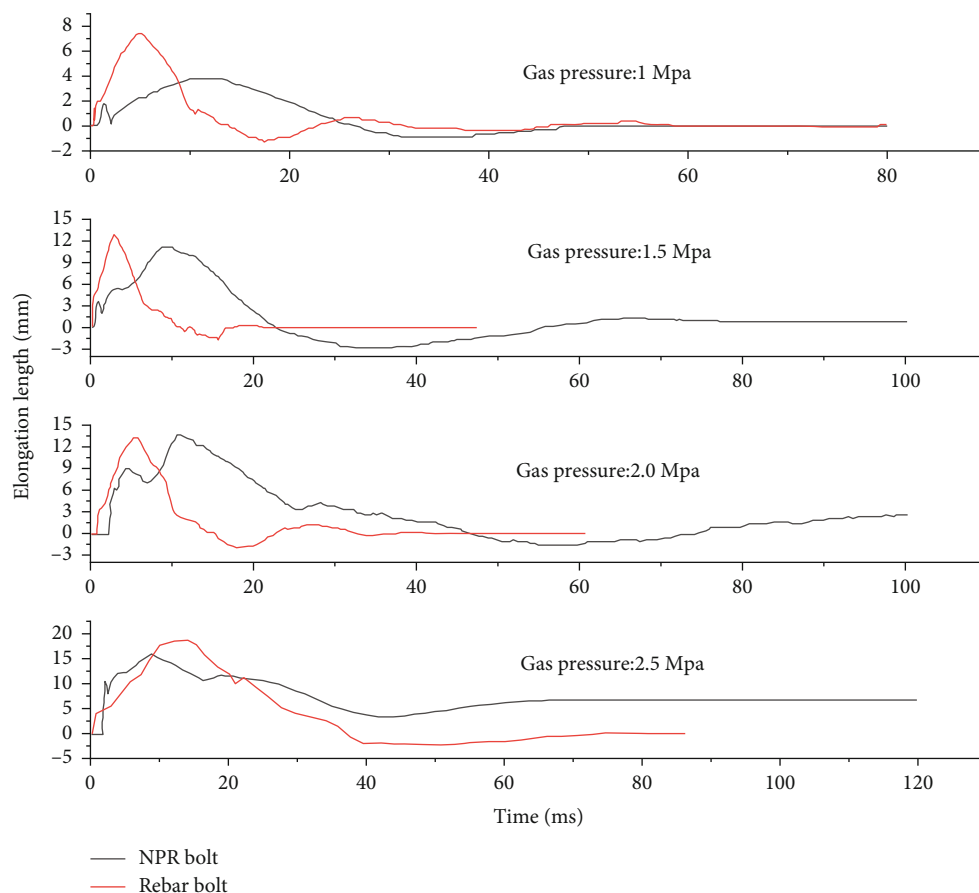 Elongation length (mm)
8
6
4
2
0
−2
Gas pressure:1 Mpa
0 20 40 60 80
15
12
9
6
3
0
−3
Gas pressure:1.5 Mpa
0 20 40 60 80 100
15
12
9
6
3
0
−3
Gas pressure:2.0 Mpa
0 20 40 60 80 100
20
15
10
5
0
−5
Gas pressure:2.5 Mpa
0 20 40 60 80 100 120
Time (ms)
NPR bolt
Rebar bolt